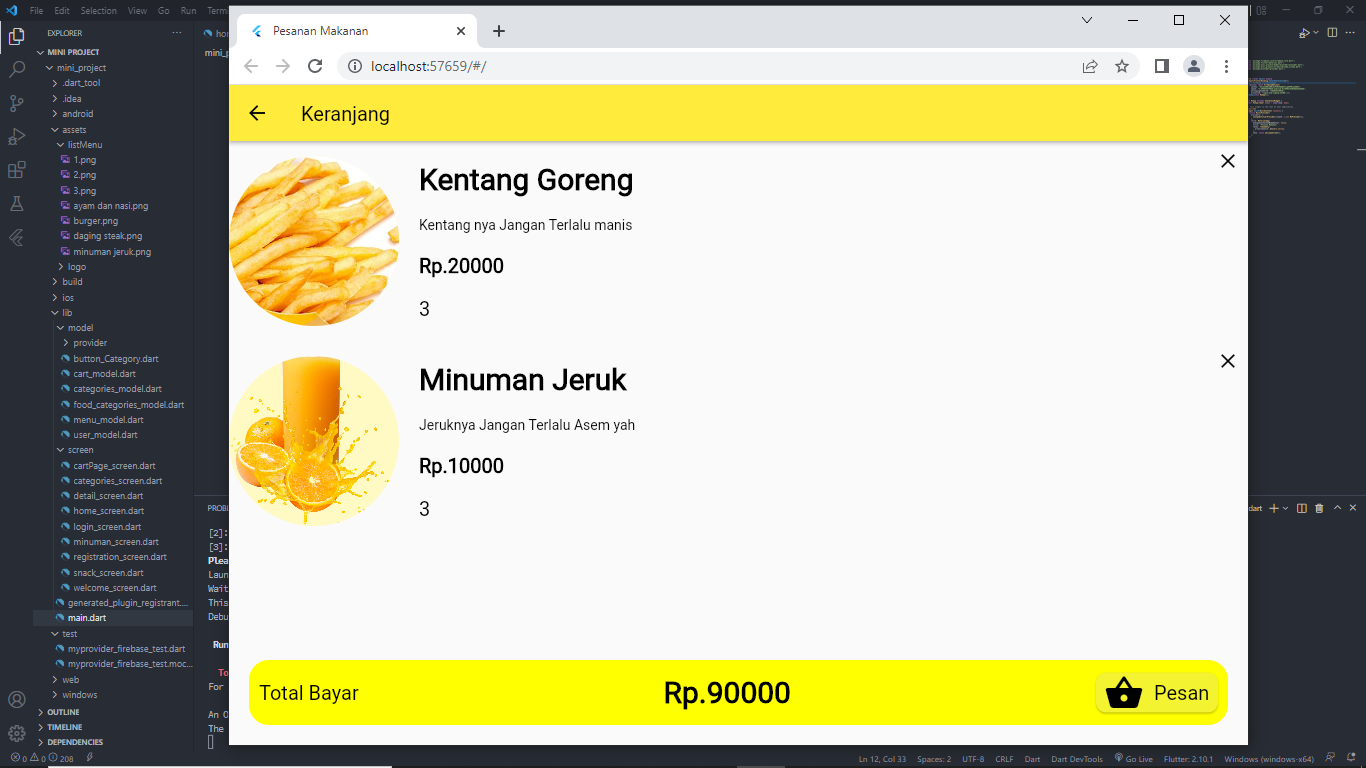 File Edit Selection View Go Run
EXPLORER
MINI PROJECT
mini_project
.dart_tool
.idea
android
assets
listMenu
1.png
2.png
3.png
ayam dan nasi.png
burger.png
daging steak.png
minuman jeruk.png
logo
build
ios
lib
model
provider
button_Category.dart
cart_model.dart
categories_model.dart
food_categories_model.dart
menu_model.dart
user_model.dart
screen
cartPage_screen.dart
categories_screen.dart
detail_screen.dart
home_screen.dart
login_screen.dart
minuman_screen.dart
registration_screen.dart
snack_screen.dart
welcome_screen.dart
generated_plugin_registrant....
main.dart
test
myprovider_firebase_test.dart
myprovider_firebase_test.moc...
web
windows
OUTLINE
TIMELINE
DEPENDENCIES
[2]:
[3]:
This
For
The
Pesanan Makanan
localhost:57659/#/
Keranjang
Kentang Goreng
Kentang nya Jangan Terlalu manis
Rp.20000
3
Minuman Jeruk
Jeruknya Jangan Terlalu Asem yah
Rp.10000
3
Total Bayar
Rp.90000
Pesan
0 0 208
Ln 12, Col 33 Spaces: 2 UTF-8 CRLF Dart Dart DevTools Go Live Flutter: 2.10.1 Windows (windows-x64)